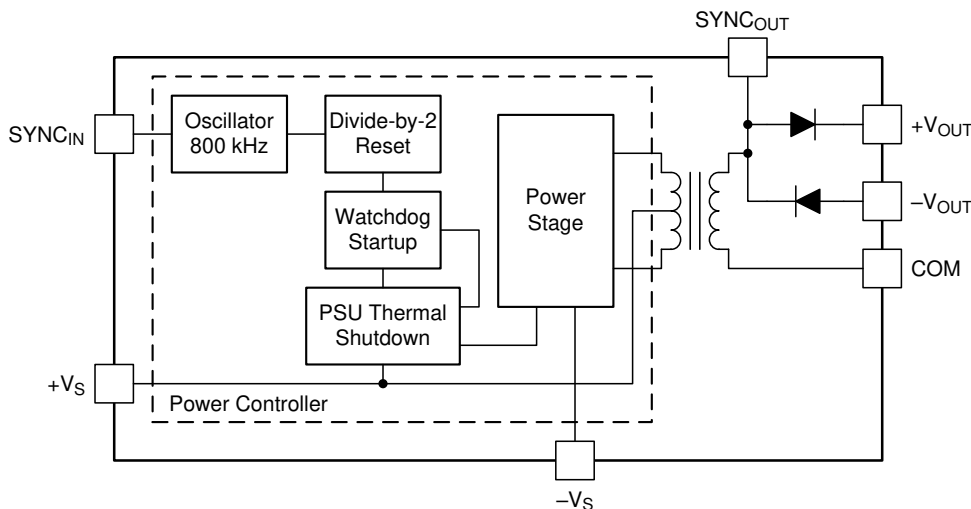 SYNCOUT
SYNCIN
Oscillator
800 kHz
Divide-by-2
Reset
+VOUT
Watchdog
Startup
Power
Stage
–VOUT
COM
PSU Thermal
Shutdown
+VS
Power Controller
–VS